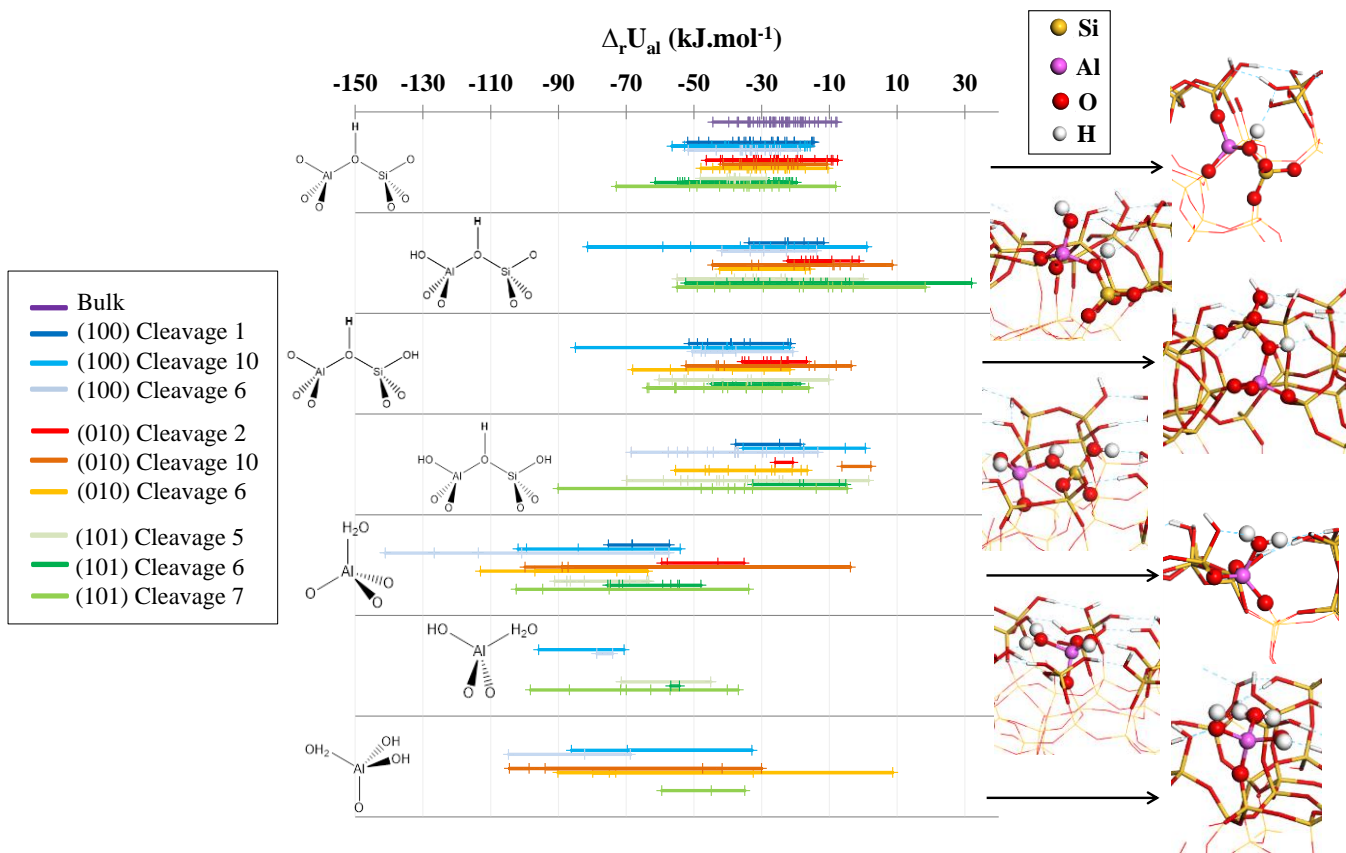 Δ_rU_al (kJ.mol⁻¹)
-150 -130 -110 -90 -70 -50 -30 -10 10 30
Si
Al
O
H
Bulk
(100) Cleavage 1
(100) Cleavage 10
(100) Cleavage 6
(010) Cleavage 2
(010) Cleavage 10
(010) Cleavage 6
(101) Cleavage 5
(101) Cleavage 6
(101) Cleavage 7
H
O O O
Al Si
O O O O
H
HO O O
Al Si
O O O O
H
O O OH
Al Si
O O O O
H
HO O OH
Al Si
O O O O
H₂O
Al
O O
O
HO H₂O
Al
O O
OH₂ OH
Al OH
O